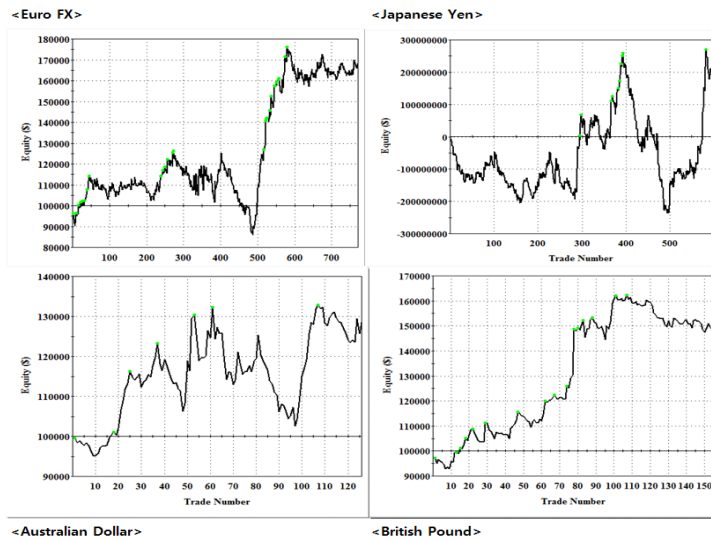 <Euro FX>
<Japanese Yen>
180000
170000
160000
150000
140000
130000
120000
110000
100000
90000
80000
Equity ($)
100 200 300 400 500 600 700
Trade Number
300000000
200000000
100000000
0
-100000000
-200000000
-300000000
Equity ($)
100 200 300 400 500
Trade Number
140000
130000
120000
110000
100000
90000
Equity ($)
10 20 30 40 50 60 70 80 90 100 110 120
Trade Number
170000
160000
150000
140000
130000
120000
110000
100000
90000
Equity ($)
10 20 30 40 50 60 70 80 90 100 110 120 130 140 150
Trade Number
<Australian Dollar>
<British Pound>